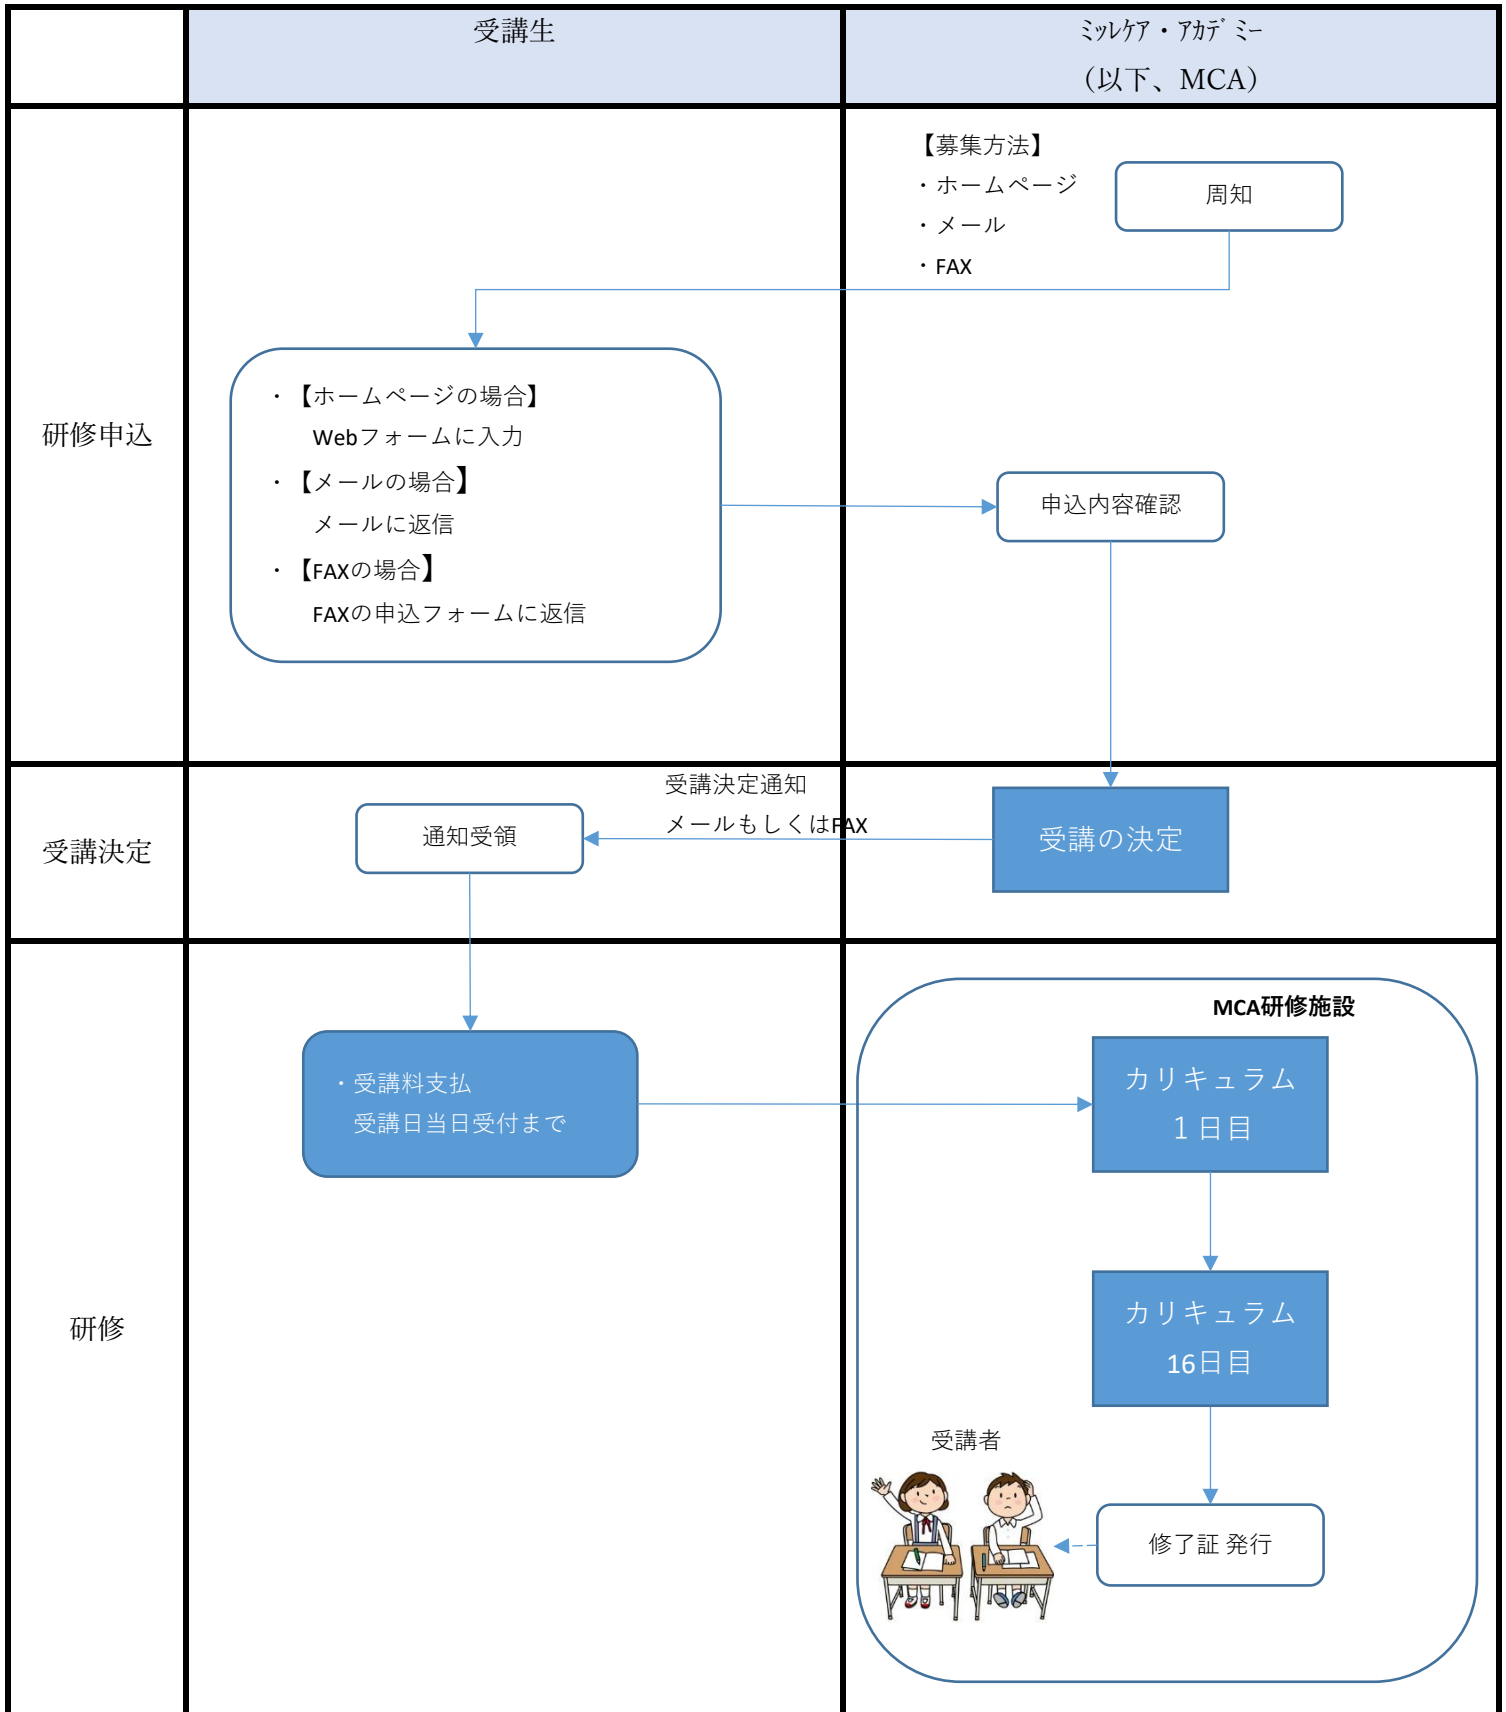 受講生
ﾐｯﾚｹｱ・ｱｶﾃﾞﾐｰ
（以下、MCA）
研修申込
【募集方法】
・ホームページ
・メール
・FAX
周知
・【ホームページの場合】
Webフォームに入力
・【メールの場合】
メールに返信
・【FAXの場合】
FAXの申込フォームに返信
申込内容確認
受講決定
通知受領
受講決定通知
メールもしくはFAX
受講の決定
研修
・受講料支払
受講日当日受付まで
MCA研修施設
カリキュラム
１日目
カリキュラム
16日目
受講者
修了証 発行